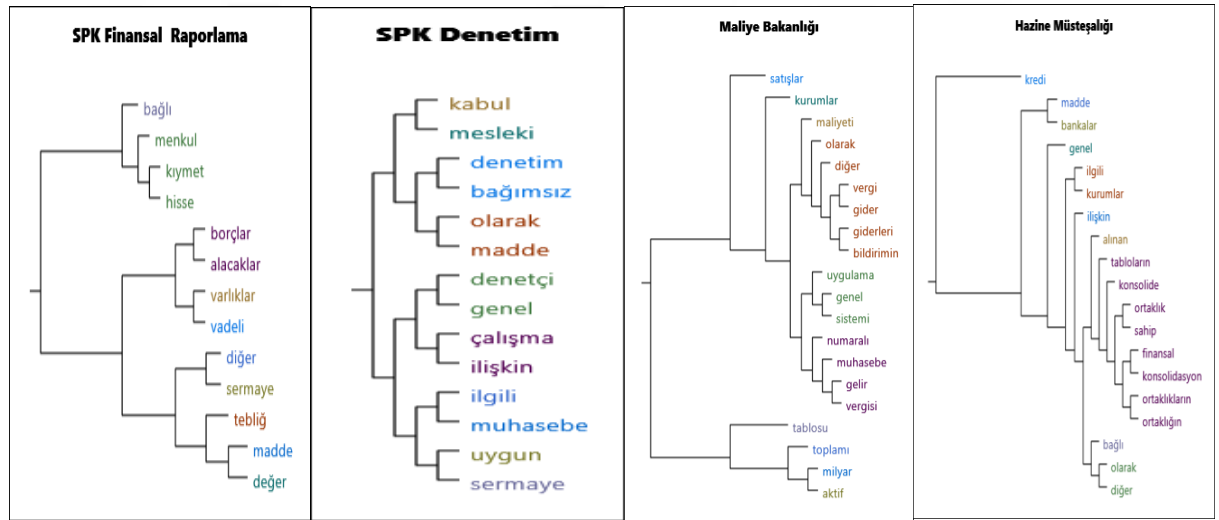 SPK Finansal Raporlama
bağlı
menkul
kıymet
hisse
borçlar
alacaklar
varlıklar
vadeli
diğer
sermaye
tebliğ
madde
değer
SPK Denetim
kabul
mesleki
denetim
bağımsız
olarak
madde
denetçi
genel
çalışma
ilişkin
ilgili
muhasebe
uygun
sermaye
Maliye Bakanlığı
satışlar
kurumlar
maliyeti
olarak
diğer
vergi
gider
giderleri
bildirimin
uygulama
genel
sistemi
numaralı
muhasebe
gelir
vergisi
tablosu
toplamı
milyar
aktif
Hazine Müsteşalığı
kredi
madde
bankalar
genel
ilgili
kurumlar
ilişkin
alınan
tabloların
konsolide
ortaklık
sahip
finansal
konsolidasyon
ortaklıkların
ortaklığın
bağlı
olarak
diğer